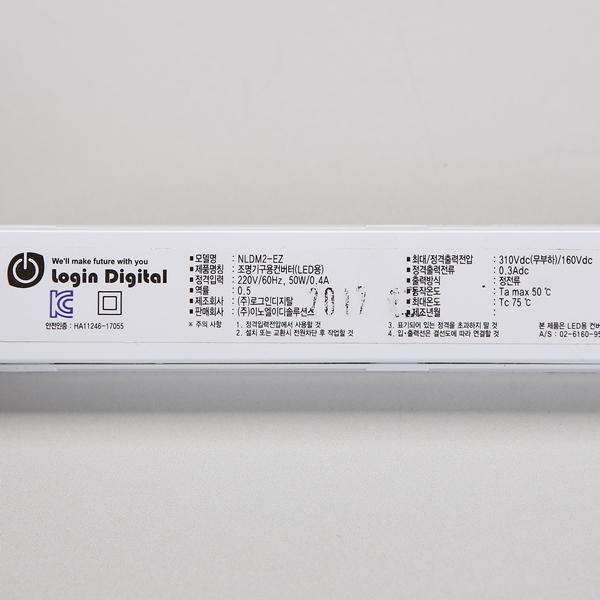 We'll make future with you
Login Digital
안전인증 : HA11246-17055
모델명 : NLDM2-EZ
제품명칭 : 조명기구용컨버터(LED용)
정격입력 : 220V/60Hz, 50W/0.4A
역률 : 0.5
제조회사 : (주)로그인디지탈
판매회사 : (주)이노엘이디솔루션스
2017
최대/정격출력전압 : 310Vdc(무부하)/160Vdc
정격출력전류 : 0.3Adc
출력방식 : 정전류
동작온도 : Ta max 50℃
최대온도 : Tc 75℃
제조년월 :
※ 주의 사항
1. 정격입력전압에서 사용할 것
2. 설치 또는 교환시 전원차단 후 작업할 것
3. 표기되어 있는 정격을 초과하지 말 것
4. 입·출력선은 결선도에 따라 연결할 것
본 제품은 LED용 컨버
A/S : 02-6160-95